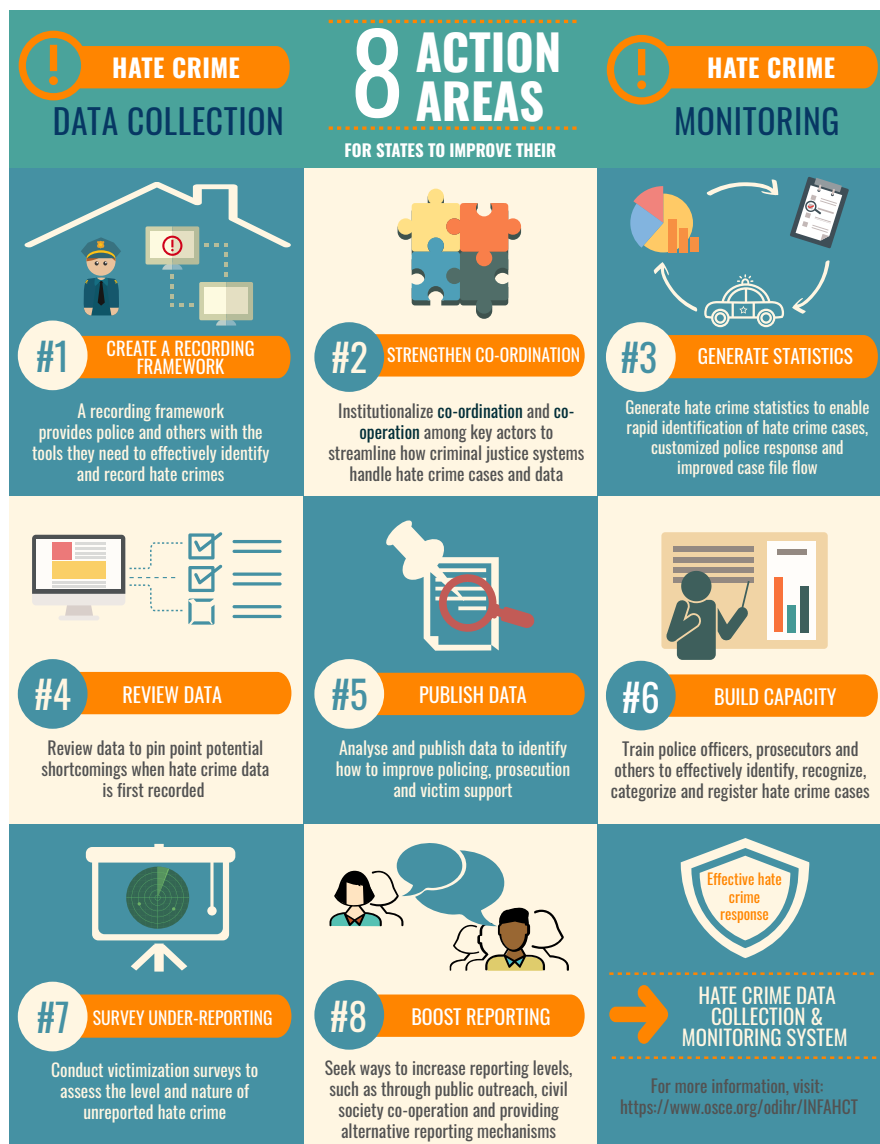 HATE CRIME
DATA COLLECTION
8 ACTION
AREAS
FOR STATES TO IMPROVE THEIR
HATE CRIME
MONITORING
#1
CREATE A RECORDING
FRAMEWORK
A recording framework
provides police and others with the
tools they need to effectively identify
and record hate crimes
#2
STRENGTHEN CO-ORDINATION
Institutionalize co-ordination and co-
operation among key actors to
streamline how criminal justice systems
handle hate crime cases and data
#3
GENERATE STATISTICS
Generate hate crime statistics to enable
rapid identification of hate crime cases,
customized police response and
improved case file flow
#4
REVIEW DATA
Review data to pin point potential
shortcomings when hate crime data
is first recorded
#5
PUBLISH DATA
Analyse and publish data to identify
how to improve policing, prosecution
and victim support
#6
BUILD CAPACITY
Train police officers, prosecutors and
others to effectively identify, recognize,
categorize and register hate crime cases
#7
SURVEY UNDER-REPORTING
Conduct victimization surveys to
assess the level and nature of
unreported hate crime
#8
BOOST REPORTING
Seek ways to increase reporting levels,
such as through public outreach, civil
society co-operation and providing
alternative reporting mechanisms
Effective hate
crime
response
HATE CRIME DATA
COLLECTION &
MONITORING SYSTEM
For more information, visit:
https://www.osce.org/odihr/INFAHCT